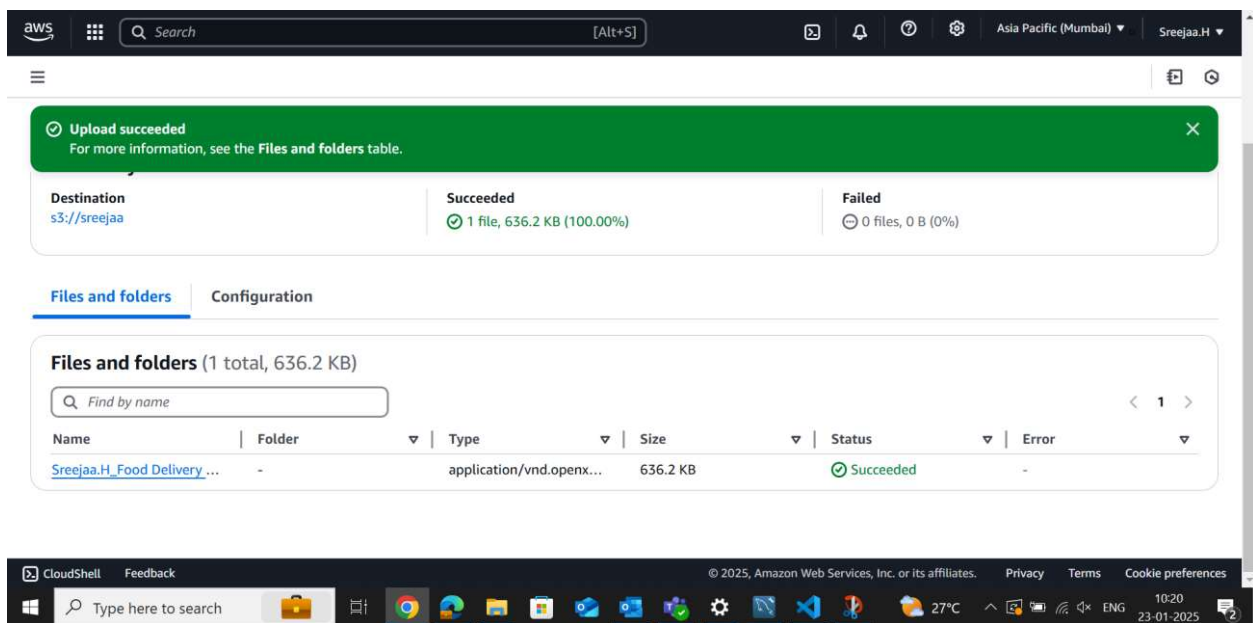 aws
Search [Alt+S] Asia Pacific (Mumbai) Sreejaa.H
Upload succeeded
For more information, see the Files and folders table.
Destination Succeeded Failed
s3://sreejaa 1 file, 636.2 KB (100.00%) 0 files, 0 B (0%)
Files and folders Configuration
Files and folders (1 total, 636.2 KB)
Find by name 1
Name Folder Type Size Status Error
Sreejaa.H_Food Delivery ... - application/vnd.openx... 636.2 KB Succeeded -
CloudShell Feedback © 2025, Amazon Web Services, Inc. or its affiliates. Privacy Terms Cookie preferences
Type here to search 27°C ENG 10:20
23-01-2025 2